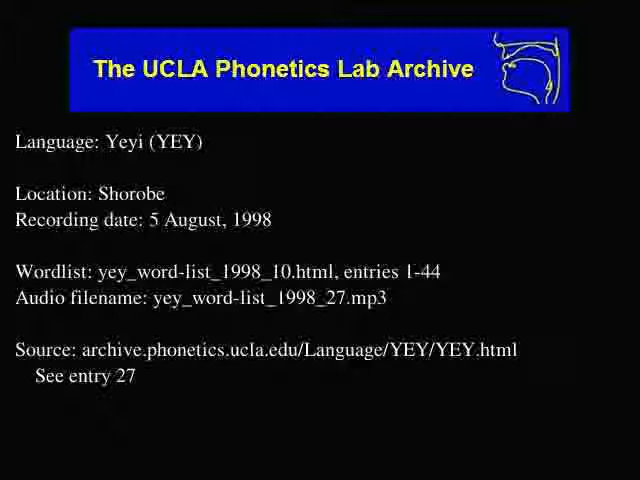 The UCLA Phonetics Lab Archive
Language: Yeyi (YEY)
Location: Shorobe
Recording date: 5 August, 1998
Wordlist: yey_word-list_1998_10.html, entries 1-44
Audio filename: yey_word-list_1998_27.mp3
Source: archive.phonetics.ucla.edu/Language/YEY/YEY.html
See entry 27